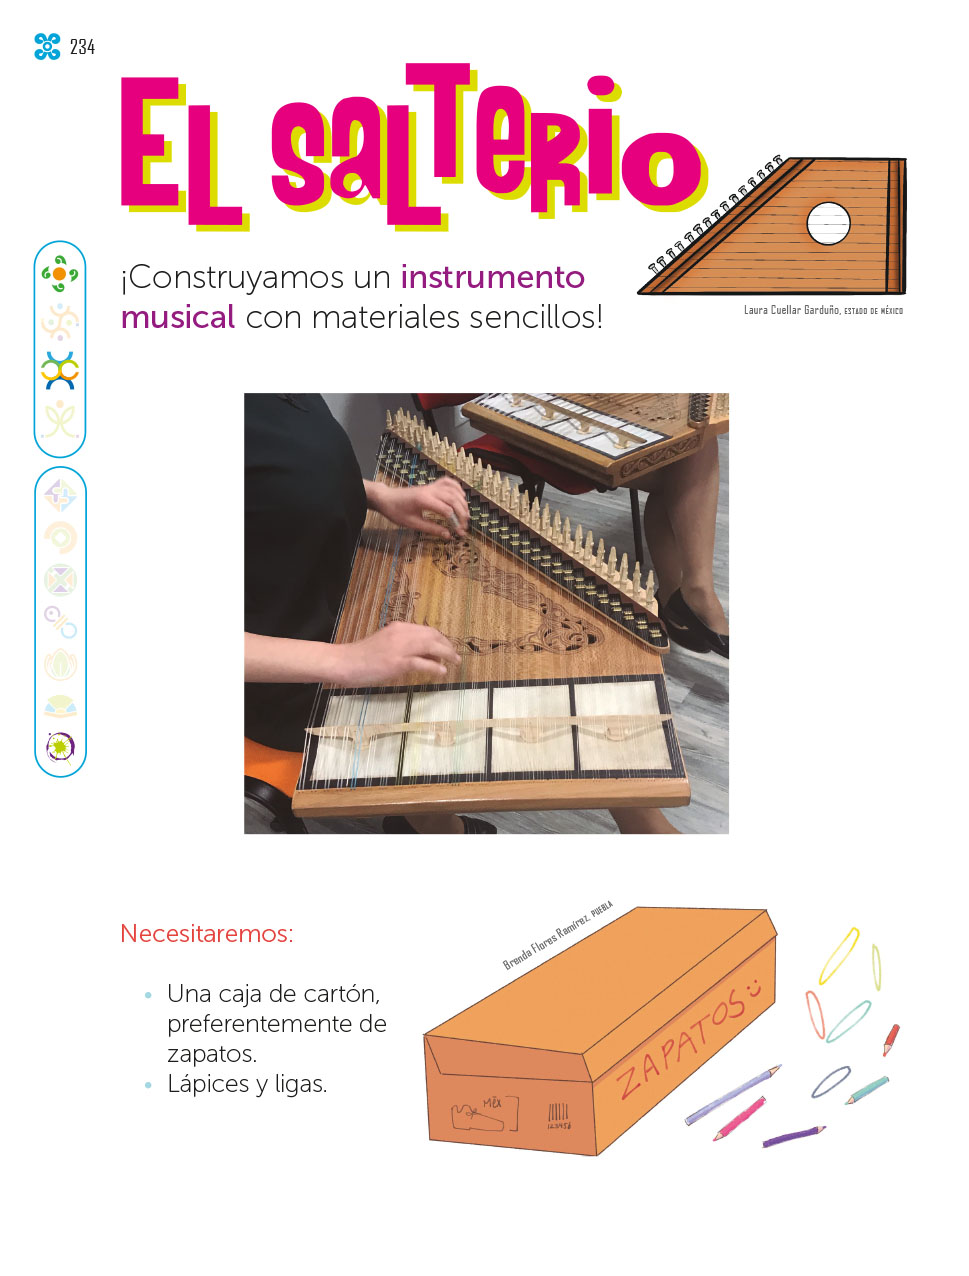 234
EL SALTERIO
Laura Cuellar Garduño, ESTADO DE MÉXICO
¡Construyamos un instrumento
musical con materiales sencillos!
Necesitaremos:
• Una caja de cartón,
preferentemente de
zapatos.
• Lápices y ligas.
Brenda Flores Ramírez, PUEBLA
ZAPATOS
MÉX
123456